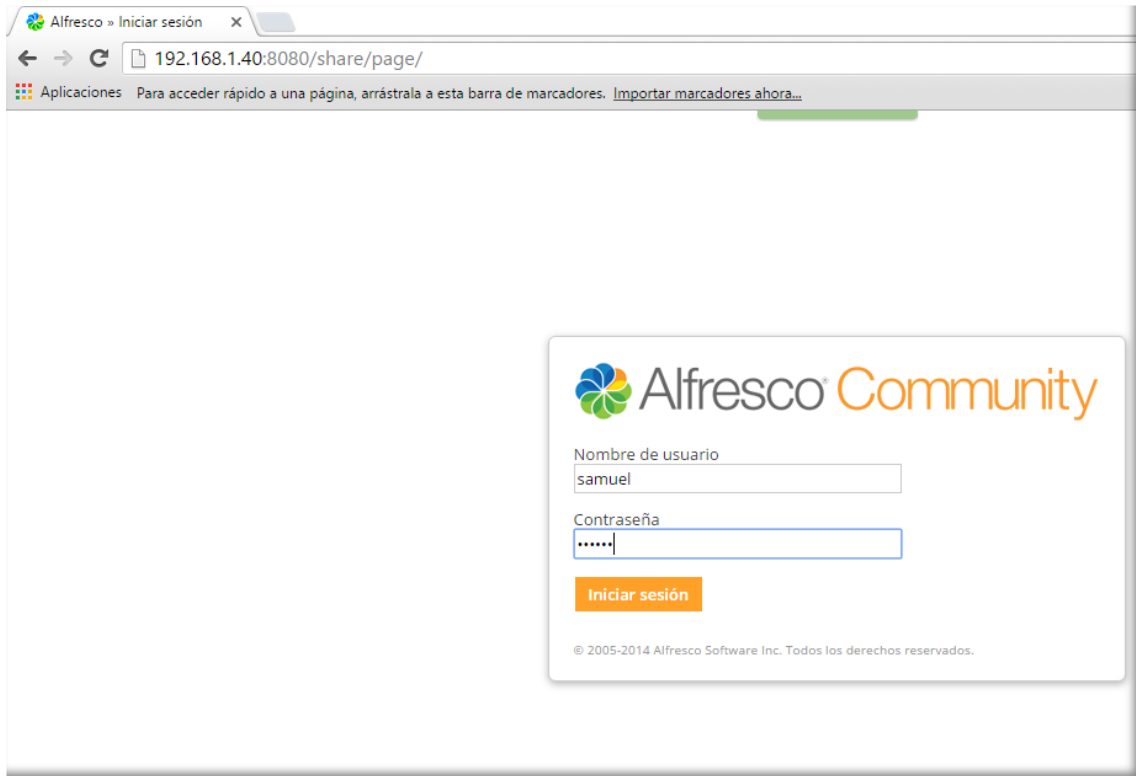 Alfresco » Iniciar sesión
192.168.1.40:8080/share/page/
Aplicaciones Para acceder rápido a una página, arrástrala a esta barra de marcadores. Importar marcadores ahora...
Alfresco® Community
Nombre de usuario
samuel
Contraseña
••••••
Iniciar sesión
© 2005-2014 Alfresco Software Inc. Todos los derechos reservados.